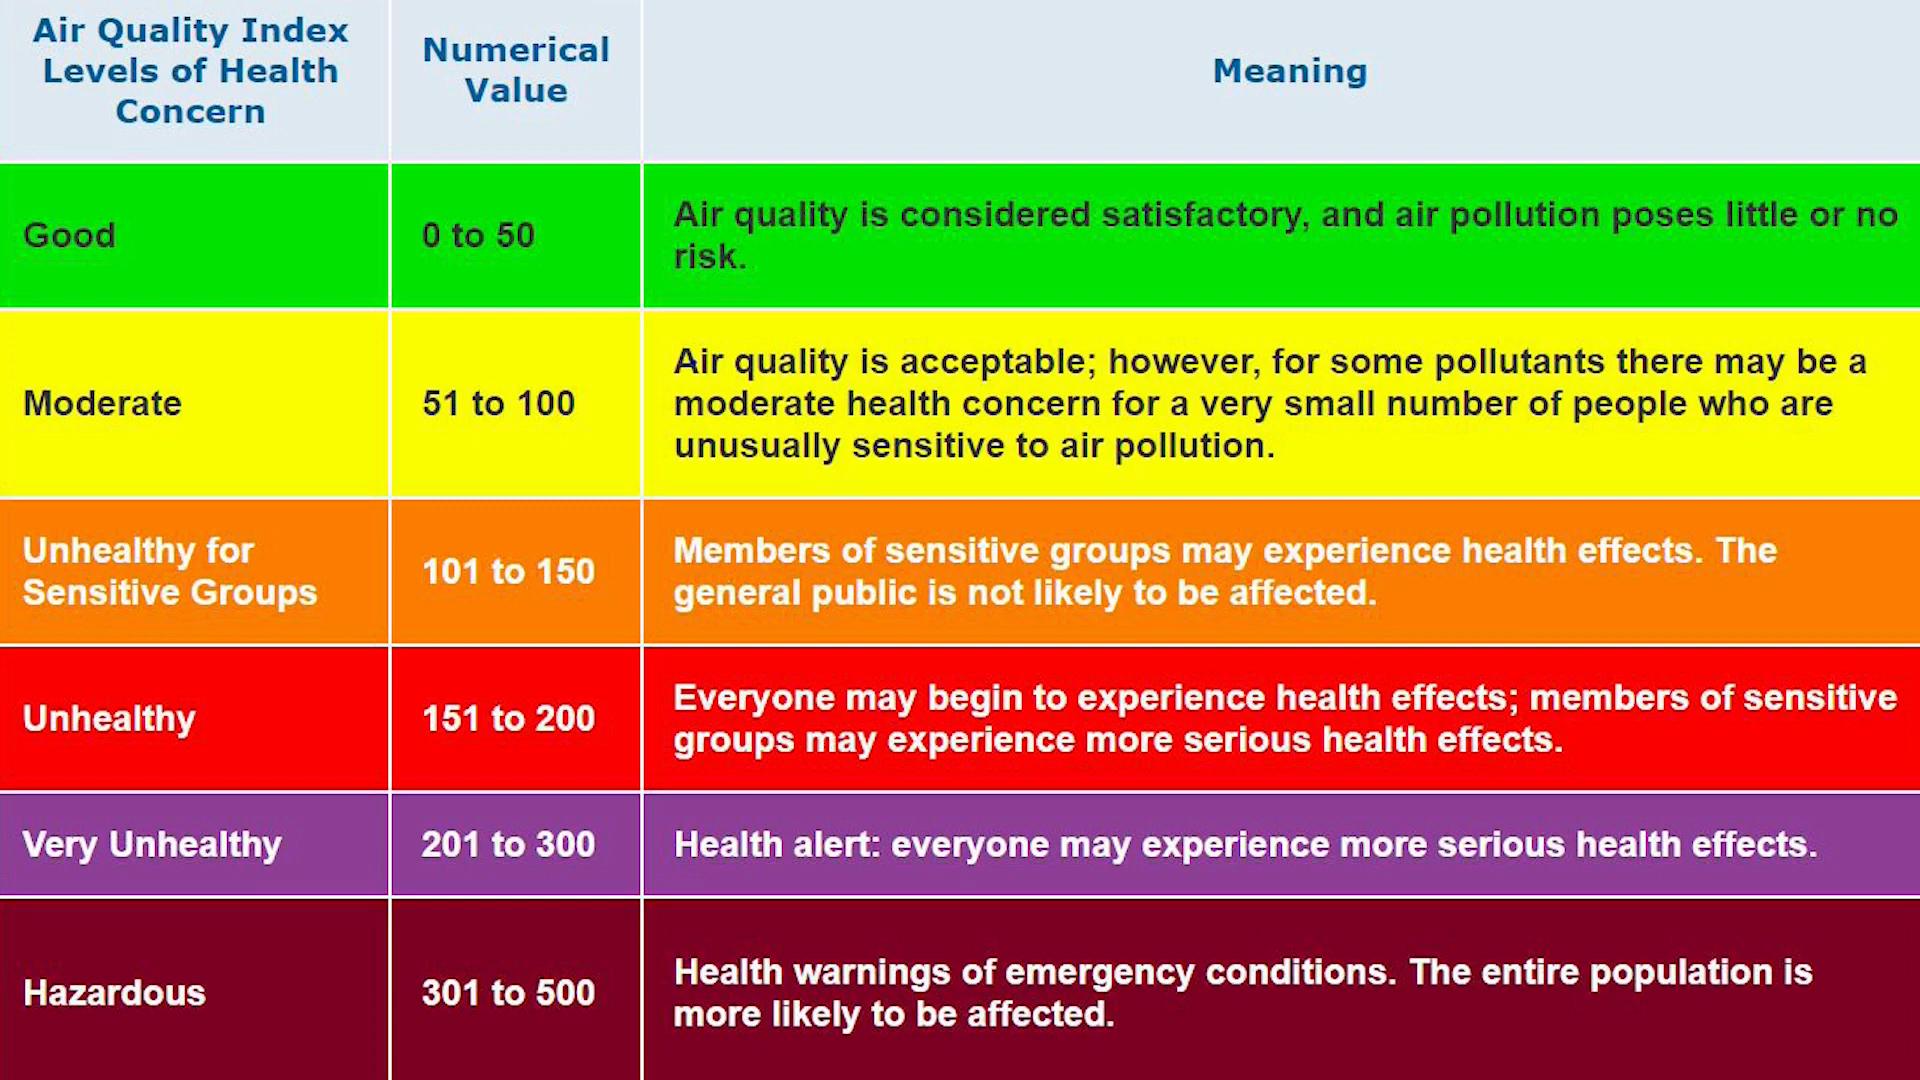 Air Quality Index
Levels of Health
Concern
Numerical
Value
Meaning
Good
0 to 50
Air quality is considered satisfactory, and air pollution poses little or no
risk.
Moderate
51 to 100
Air quality is acceptable; however, for some pollutants there may be a
moderate health concern for a very small number of people who are
unusually sensitive to air pollution.
Unhealthy for
Sensitive Groups
101 to 150
Members of sensitive groups may experience health effects. The
general public is not likely to be affected.
Unhealthy
151 to 200
Everyone may begin to experience health effects; members of sensitive
groups may experience more serious health effects.
Very Unhealthy
201 to 300
Health alert: everyone may experience more serious health effects.
Hazardous
301 to 500
Health warnings of emergency conditions. The entire population is
more likely to be affected.